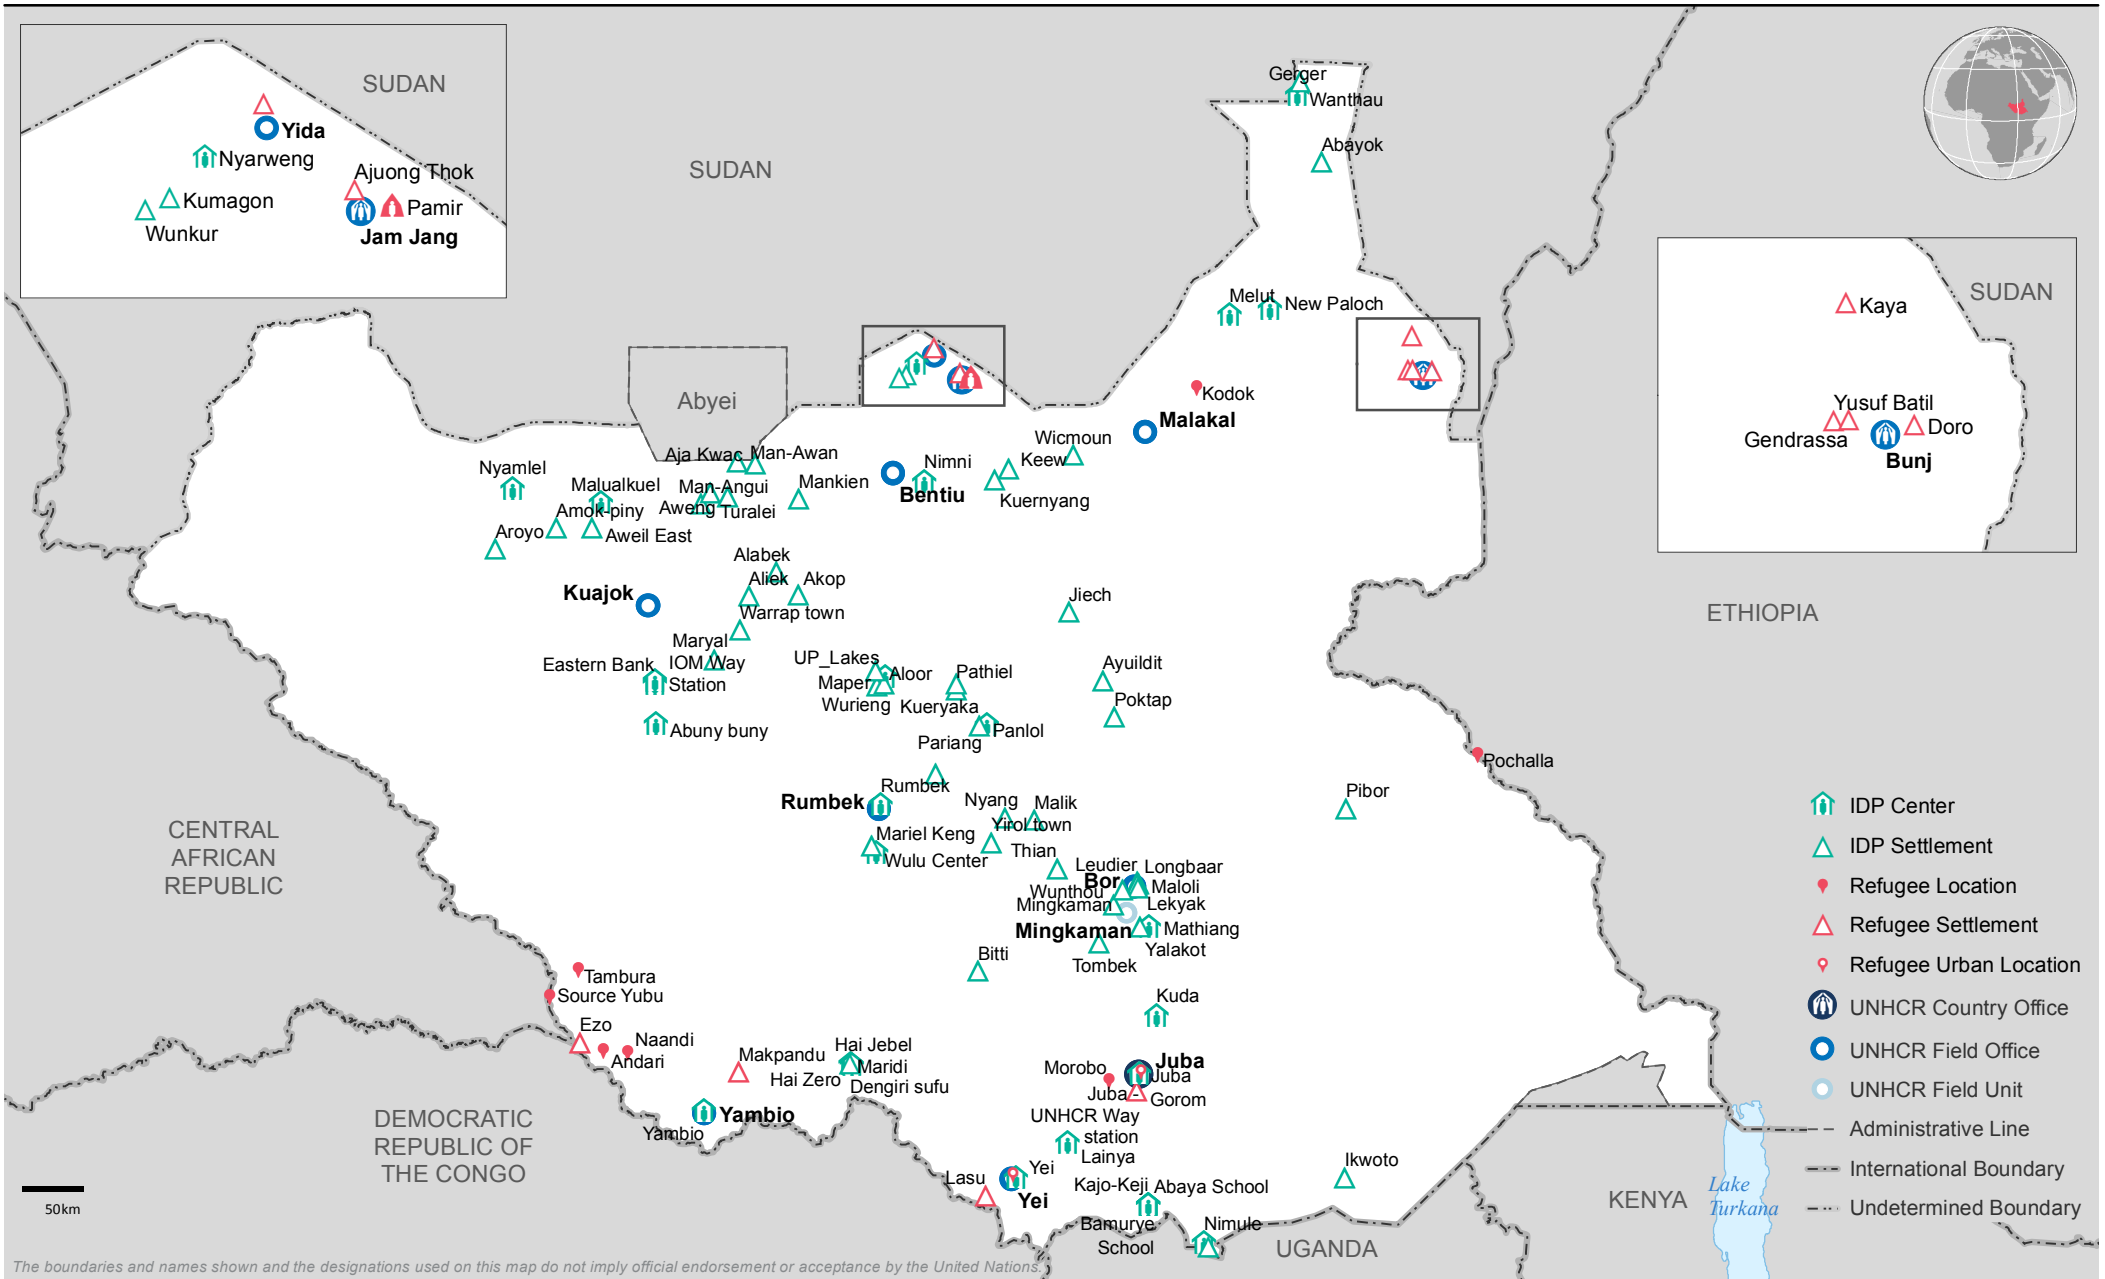 SUDAN
Yida
Nyarweng
Ajuong Thok
Kumagon
Pamir
Wunkur
Jam Jang
SUDAN
Gerger
Wanthau
Abayok
SUDAN
Kaya
Yusuf Batil
Gendrassa
Doro
Bunj
Melut
New Paloch
Abyei
Kodok
Malakal
Wicmoun
Aja Kwac
Man-Awan
Nimni
Keew
Nyamlel
Malualkuel
Man-Angui
Mankien
Bentiu
Kuernyang
Amok-piny
Aweng
Turalei
Aroyo
Aweil East
Alabek
Aliek
Akop
Kuajok
Jiech
Warrap town
ETHIOPIA
Maryal
Eastern Bank
IOM Way
Station
UP_Lakes
Aloor
Pathiel
Ayuildit
Maper
Wurieng
Kueryaka
Poktap
Abuny buny
Panlol
Pariang
Pochalla
Rumbek
Rumbek
Nyang
Malik
Pibor
Yirol town
Mariel Keng
Wulu Center
Thian
Leudier
Longbaar
Bor
Maloli
Wunthou
Mingkaman
Lekyak
Mingkaman
Mathiang
Yalakot
Bitti
Tombek
CENTRAL
AFRICAN
REPUBLIC
Tambura
Source Yubu
Kuda
Ezo
Naandi
Andari
Makpandu
Hai Jebel
Maridi
Hai Zero
Dengiri sufu
Juba
Morobo
Juba
Juba -
Gorom
UNHCR Way
station
Yambio
Yambio
Lainya
DEMOCRATIC
REPUBLIC OF
THE CONGO
Yei
Lasu
Yei
Kajo-Keji
Abaya School
Ikwoto
Bamurye
School
Nimule
UGANDA
KENYA
Lake
Turkana
IDP Center
IDP Settlement
Refugee Location
Refugee Settlement
Refugee Urban Location
UNHCR Country Office
UNHCR Field Office
UNHCR Field Unit
Administrative Line
International Boundary
Undetermined Boundary
50km
The boundaries and names shown and the designations used on this map do not imply official endorsement or acceptance by the United Nations.